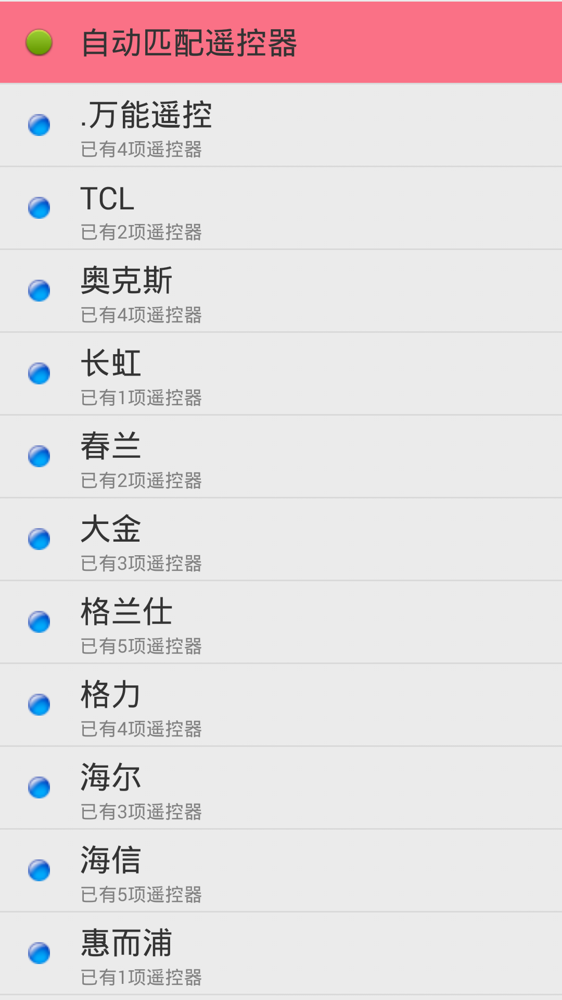 自动匹配遥控器
.万能遥控
已有4项遥控器
TCL
已有2项遥控器
奥克斯
已有4项遥控器
长虹
已有1项遥控器
春兰
已有2项遥控器
大金
已有3项遥控器
格兰仕
已有5项遥控器
格力
已有4项遥控器
海尔
已有3项遥控器
海信
已有5项遥控器
惠而浦
已有1项遥控器